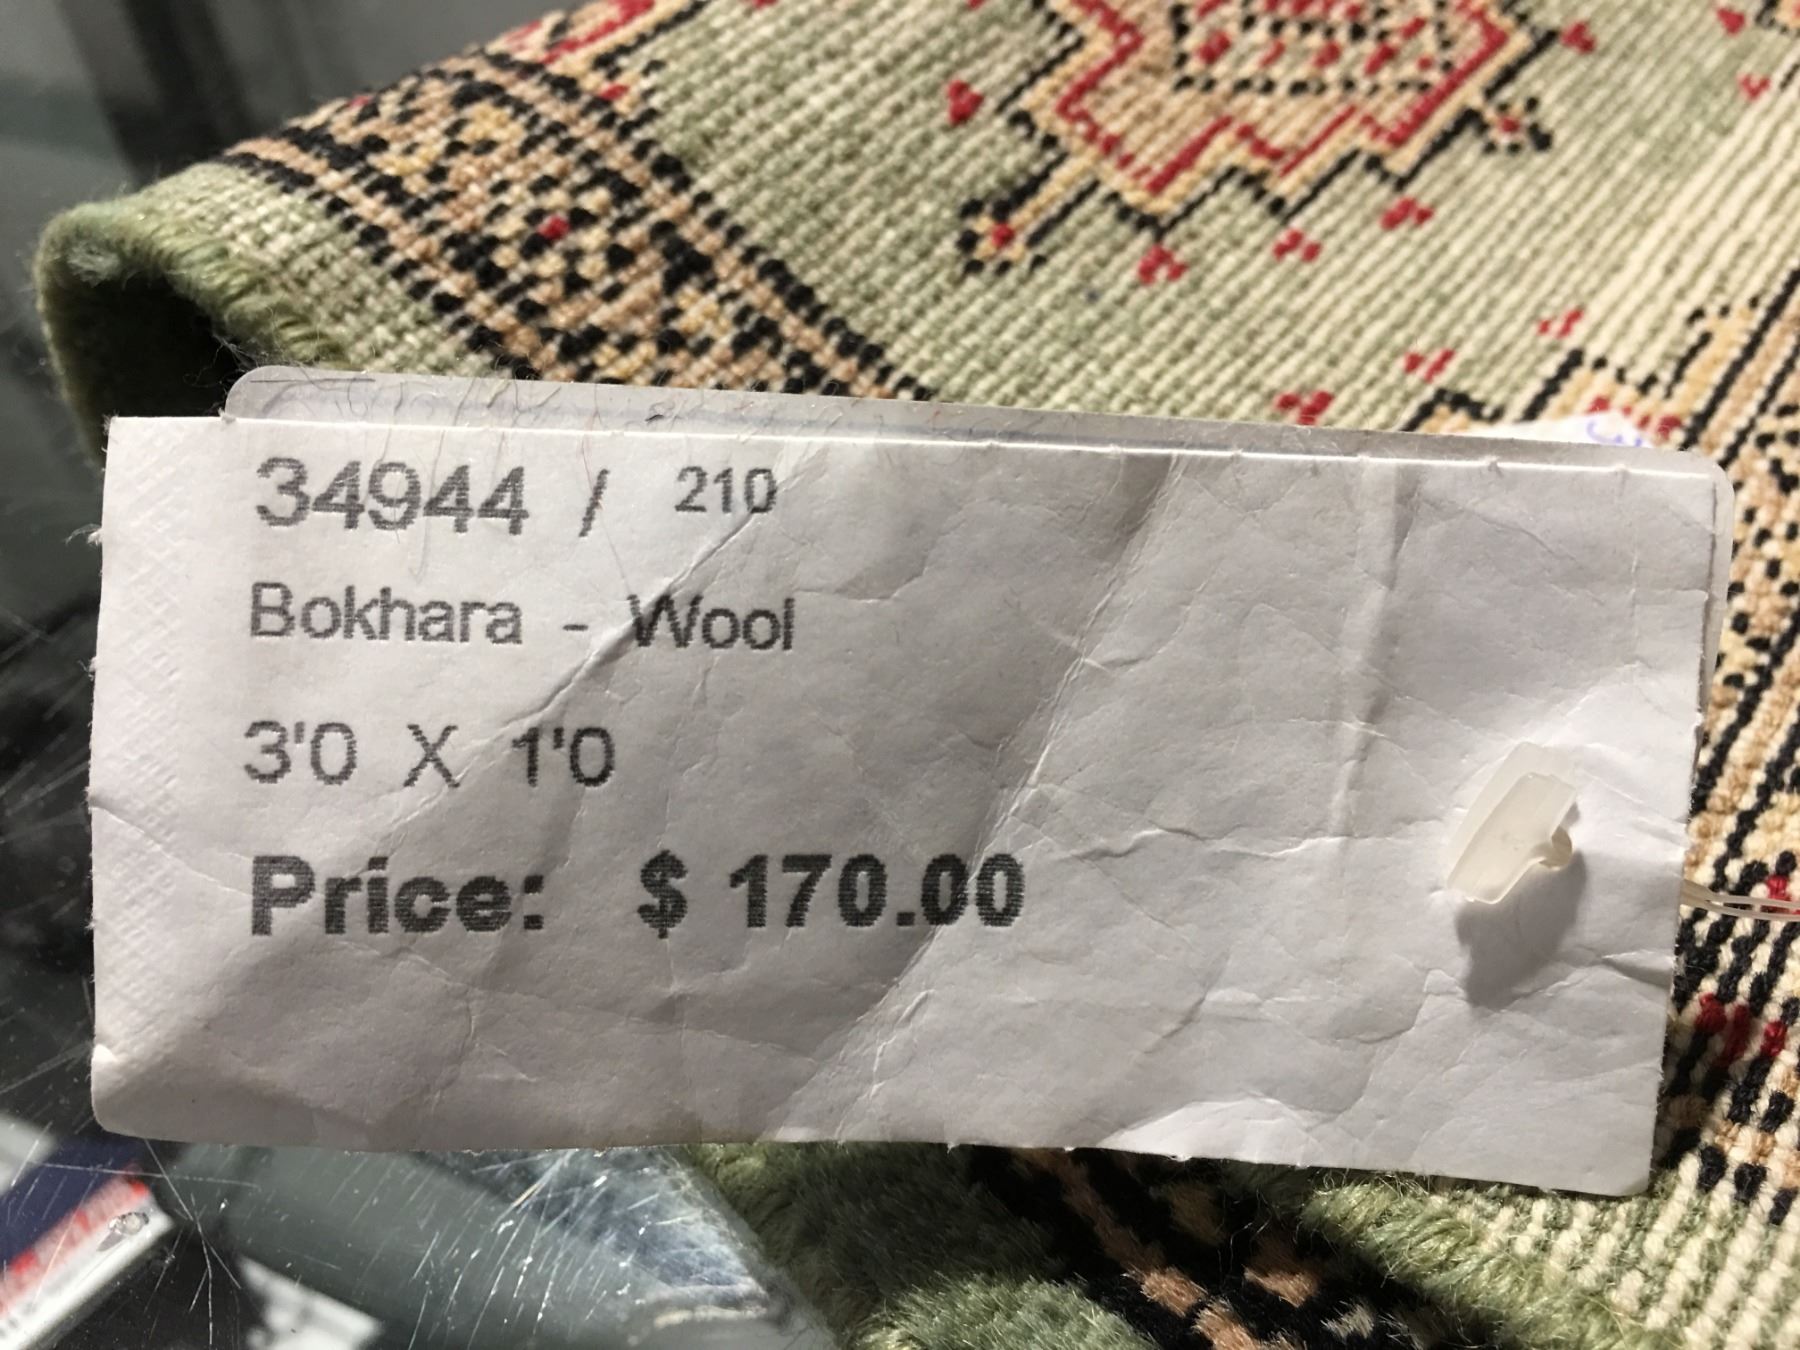 34944 / 210
Bokhara - Wool
3'0 X 1'0
Price: $ 170.00